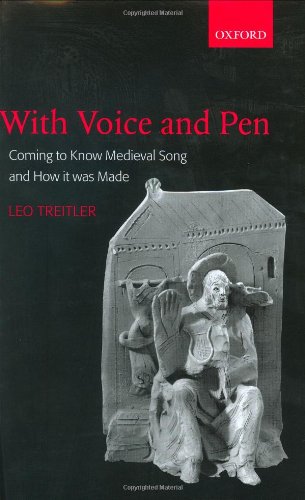 OXFORD
With Voice and Pen
Coming to Know Medieval Song
and How it was Made
LEO TREITLER